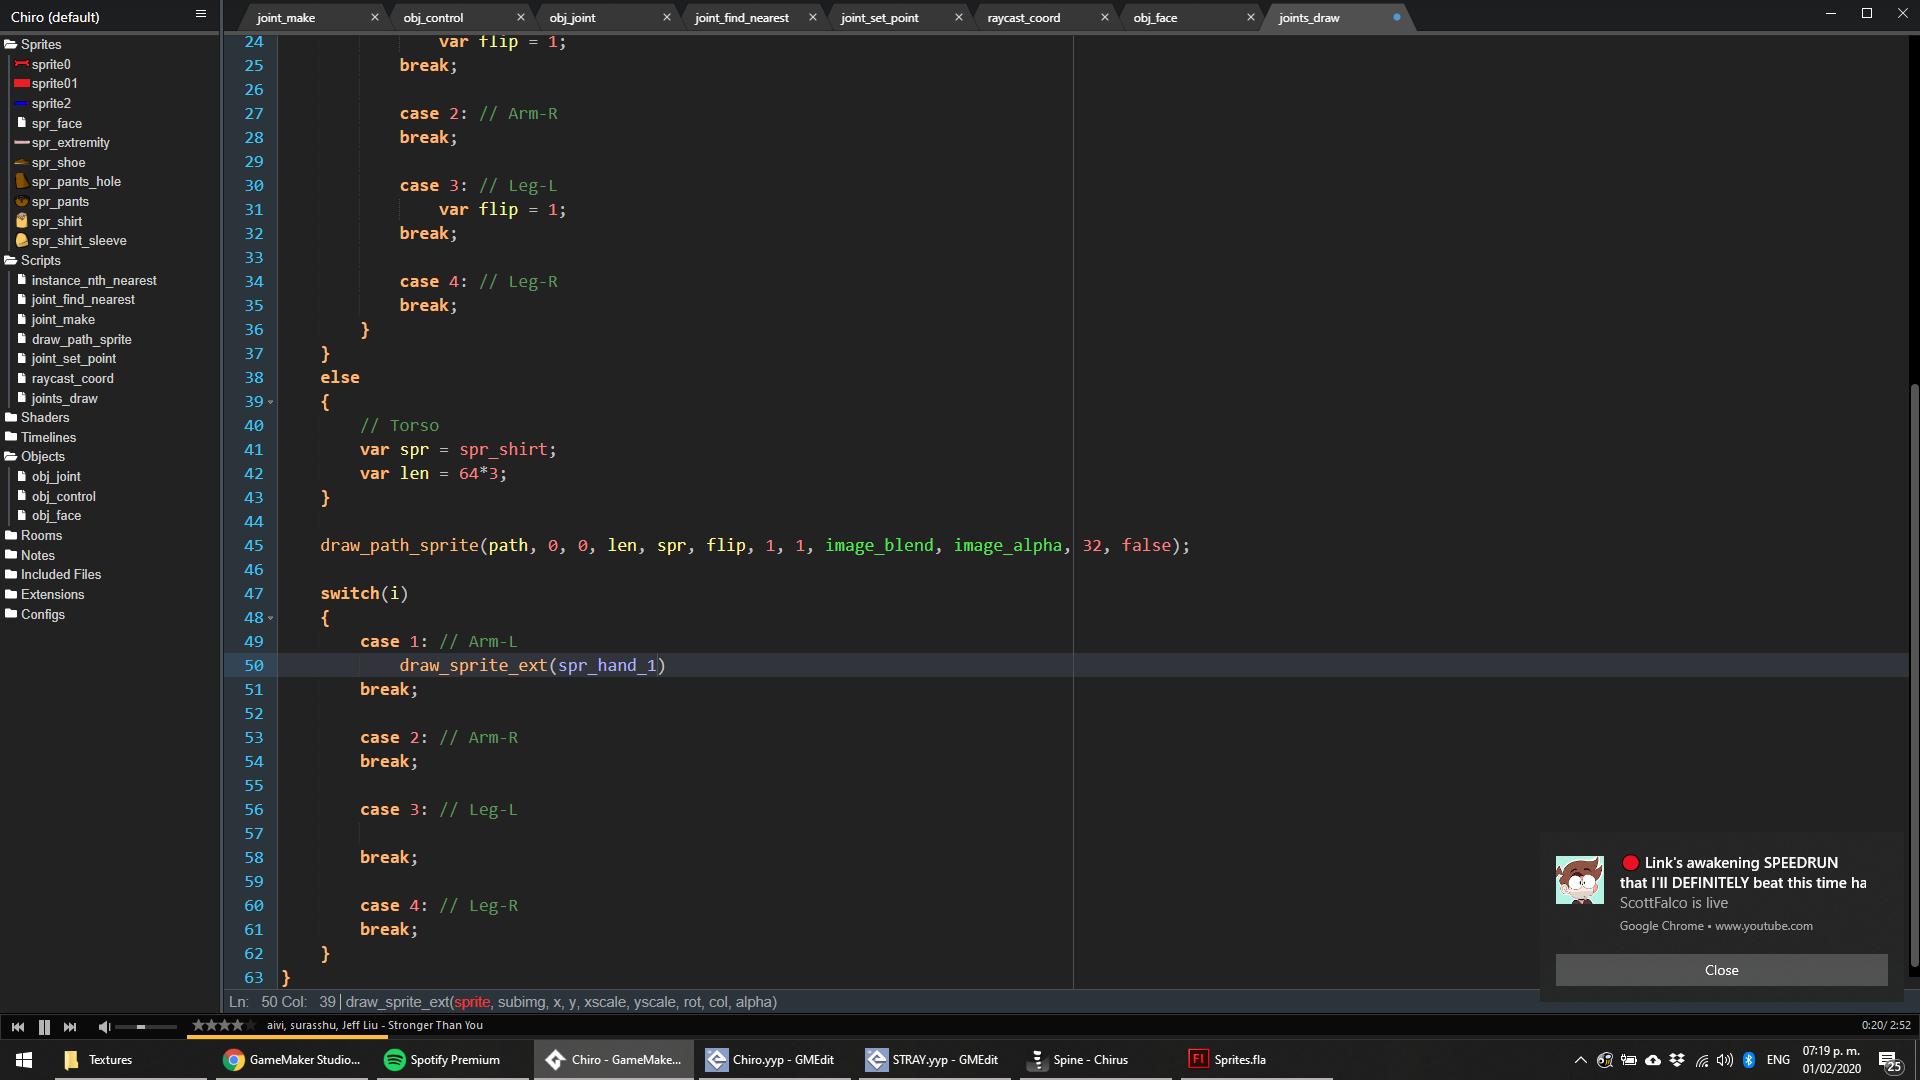 Chiro (default)
joint_make
obj_control
obj_joint
joint_find_nearest
joint_set_point
raycast_coord
obj_face
joints_draw
Sprites
sprite0
sprite01
sprite2
spr_face
spr_extremity
spr_shoe
spr_pants_hole
spr_pants
spr_shirt
spr_shirt_sleeve
Scripts
instance_nth_nearest
joint_find_nearest
joint_make
draw_path_sprite
joint_set_point
raycast_coord
joints_draw
Shaders
Timelines
Objects
obj_joint
obj_control
obj_face
Rooms
Notes
Included Files
Extensions
Configs
24 var flip = 1;
25 break;
26
27 case 2: // Arm-R
28 break;
29
30 case 3: // Leg-L
31 var flip = 1;
32 break;
33
34 case 4: // Leg-R
35 break;
36 }
37 }
38 else
39 {
40 // Torso
41 var spr = spr_shirt;
42 var len = 64*3;
43 }
44
45 draw_path_sprite(path, 0, 0, len, spr, flip, 1, 1, image_blend, image_alpha, 32, false);
46
47 switch(i)
48 {
49 case 1: // Arm-L
50 draw_sprite_ext(spr_hand_1)
51 break;
52
53 case 2: // Arm-R
54 break;
55
56 case 3: // Leg-L
57
58 break;
59
60 case 4: // Leg-R
61 break;
62 }
63 }
Ln: 50 Col: 39 draw_sprite_ext(sprite, subimg, x, y, xscale, yscale, rot, col, alpha)
Link's awakening SPEEDRUN
that I'll DEFINITELY beat this time ha
ScottFalco is live
Google Chrome • www.youtube.com
Close
aivi, surasshu, Jeff Liu - Stronger Than You
0:20/ 2:52
Textures
GameMaker Studio...
Spotify Premium
Chiro - GameMake...
Chiro.yyp - GMEdit
STRAY.yyp - GMEdit
Spine - Chirus
Fl
Sprites.fla
ENG
07:19 p. m.
01/02/2020
25